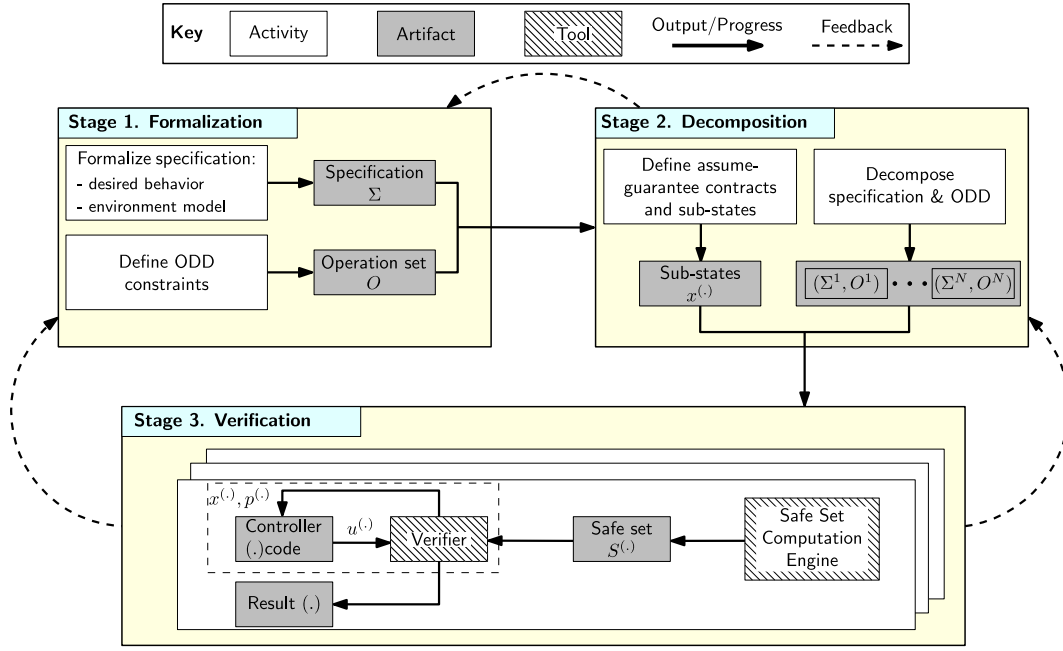 Key
Activity
Artifact
Tool
Output/Progress
Feedback
Stage 1. Formalization
Formalize specification:
- desired behavior
- environment model
Specification
Σ
Define ODD
constraints
Operation set
O
Stage 2. Decomposition
Define assume-
guarantee contracts
and sub-states
Decompose
specification & ODD
Sub-states
x^(.)
(Σ^1, O^1) • • • (Σ^N, O^N)
Stage 3. Verification
x^(.), p^(.)
Controller
(.)code
u^(.)
Verifier
Safe set
S^(.)
Safe Set
Computation
Engine
Result (.)